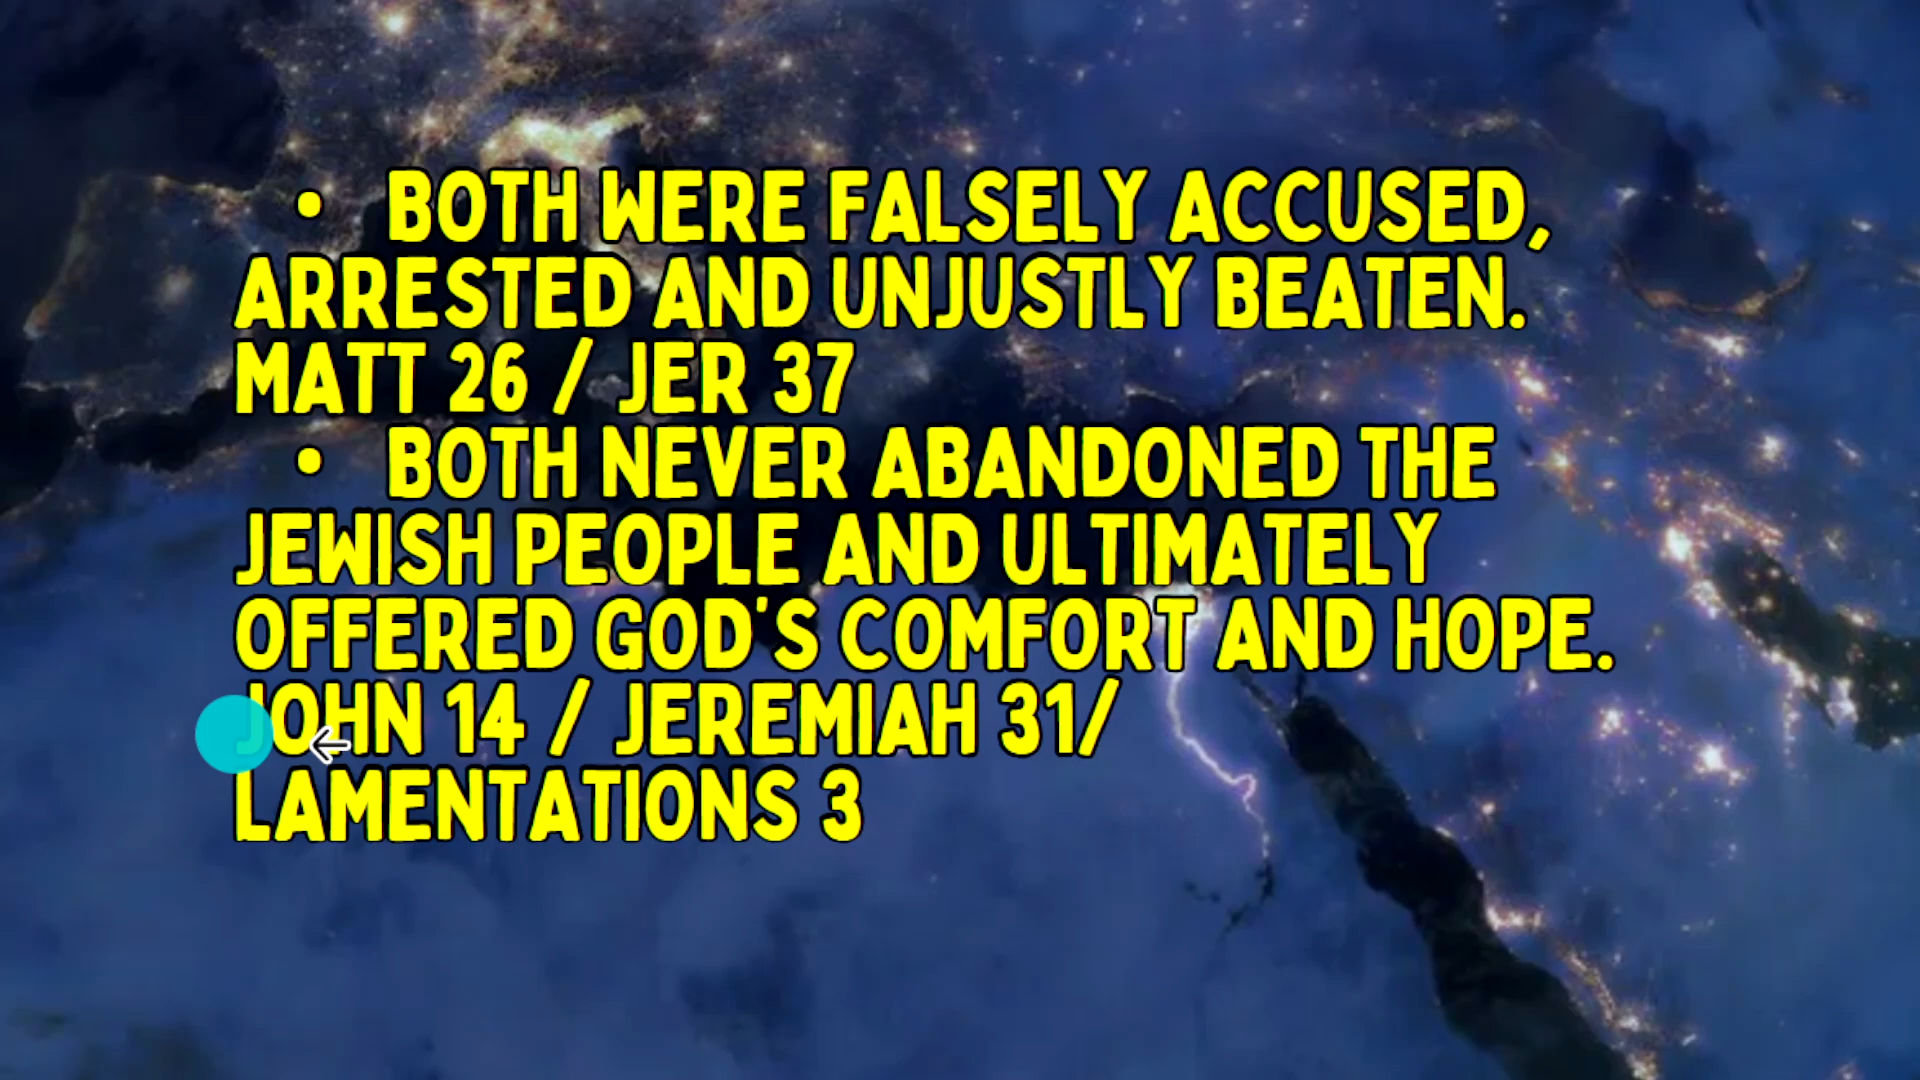 • BOTH WERE FALSELY ACCUSED,
ARRESTED AND UNJUSTLY BEATEN.
MATT 26 / JER 37
• BOTH NEVER ABANDONED THE
JEWISH PEOPLE AND ULTIMATELY
OFFERED GOD'S COMFORT AND HOPE.
JOHN 14 / JEREMIAH 31/
LAMENTATIONS 3